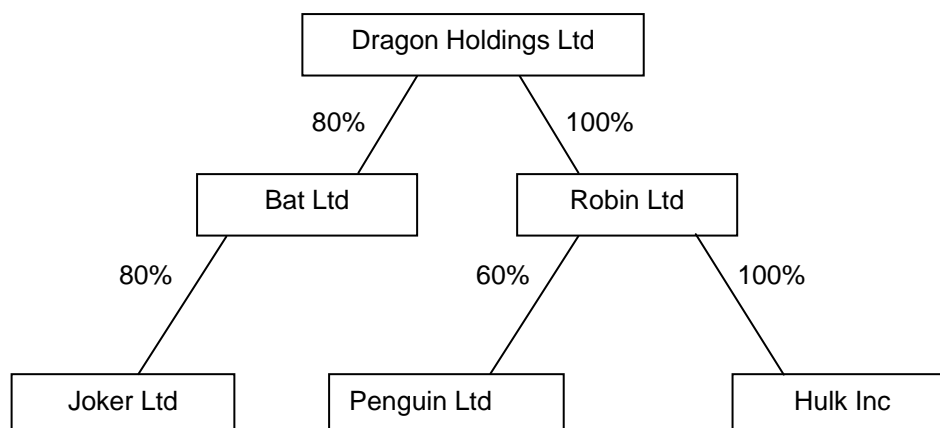 Dragon Holdings Ltd
80%
100%
Bat Ltd
Robin Ltd
80%
60%
100%
Joker Ltd
Penguin Ltd
Hulk Inc